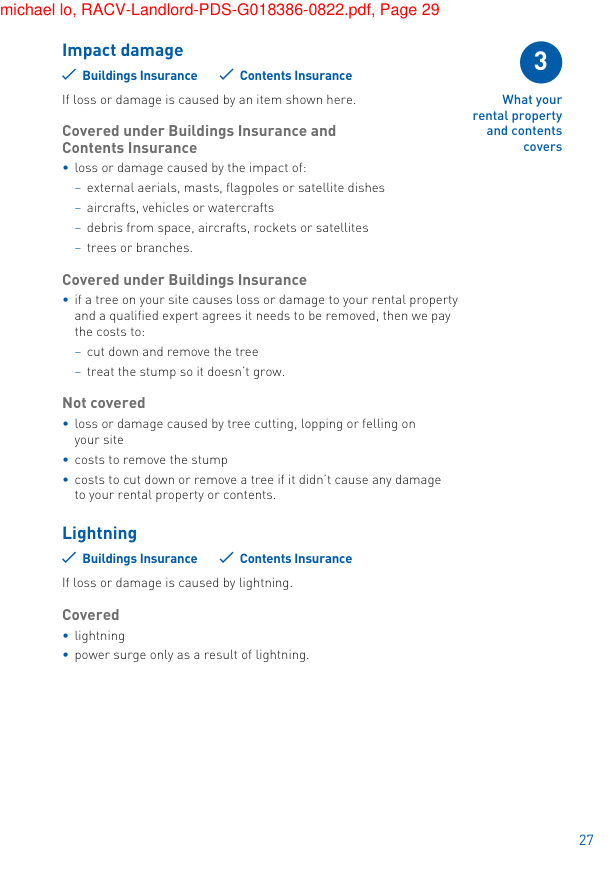 michael lo, RACV-Landlord-PDS-G018386-0822.pdf, Page 29
Impact damage
✓ Buildings Insurance ✓ Contents Insurance
If loss or damage is caused by an item shown here.
Covered under Buildings Insurance and
Contents Insurance
• loss or damage caused by the impact of:
– external aerials, masts, flagpoles or satellite dishes
– aircrafts, vehicles or watercrafts
– debris from space, aircrafts, rockets or satellites
– trees or branches.
Covered under Buildings Insurance
• if a tree on your site causes loss or damage to your rental property
and a qualified expert agrees it needs to be removed, then we pay
the costs to:
– cut down and remove the tree
– treat the stump so it doesn't grow.
Not covered
• loss or damage caused by tree cutting, lopping or felling on
your site
• costs to remove the stump
• costs to cut down or remove a tree if it didn't cause any damage
to your rental property or contents.
Lightning
✓ Buildings Insurance ✓ Contents Insurance
If loss or damage is caused by lightning.
Covered
• lightning
• power surge only as a result of lightning.
3
What your
rental property
and contents
covers
27